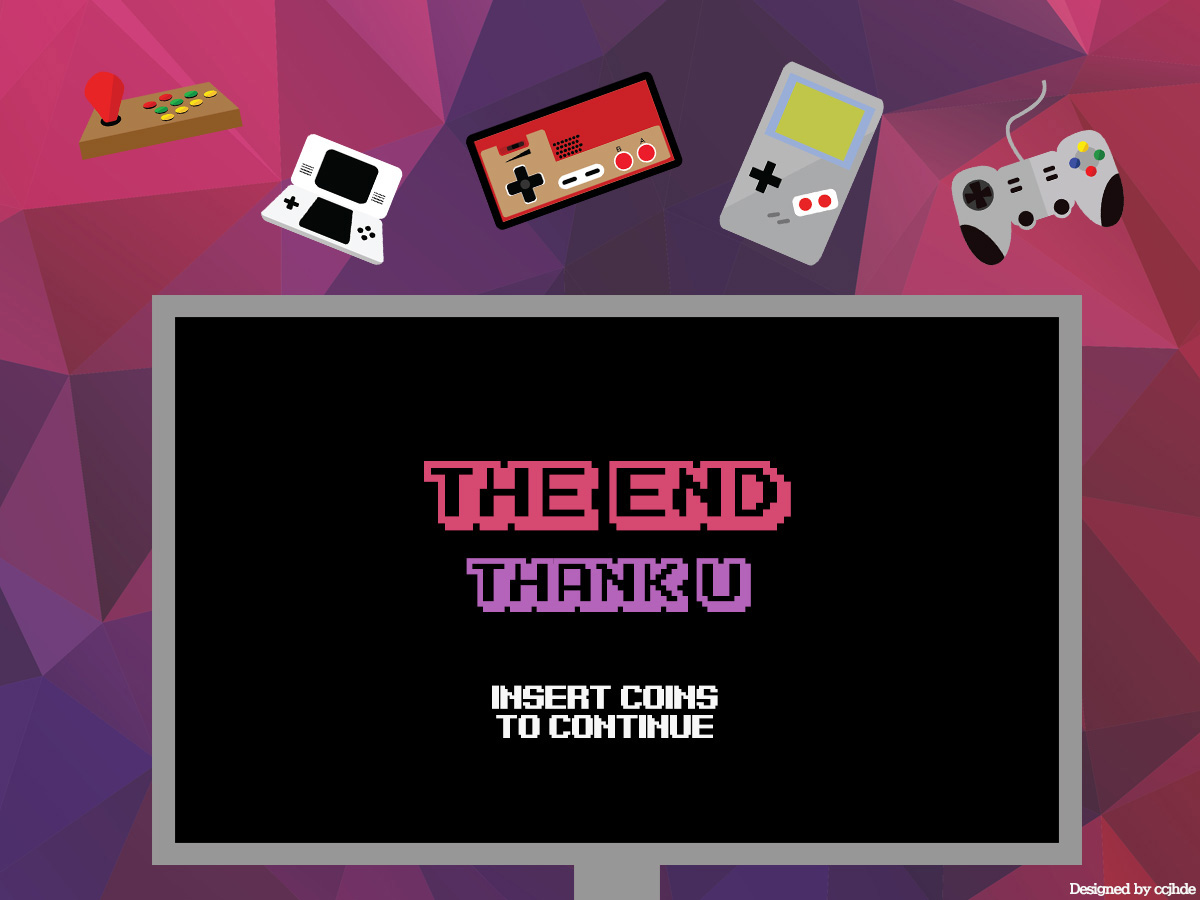 B A
THE END
THANK U
INSERT COINS
TO CONTINUE
Designed by ccjhde